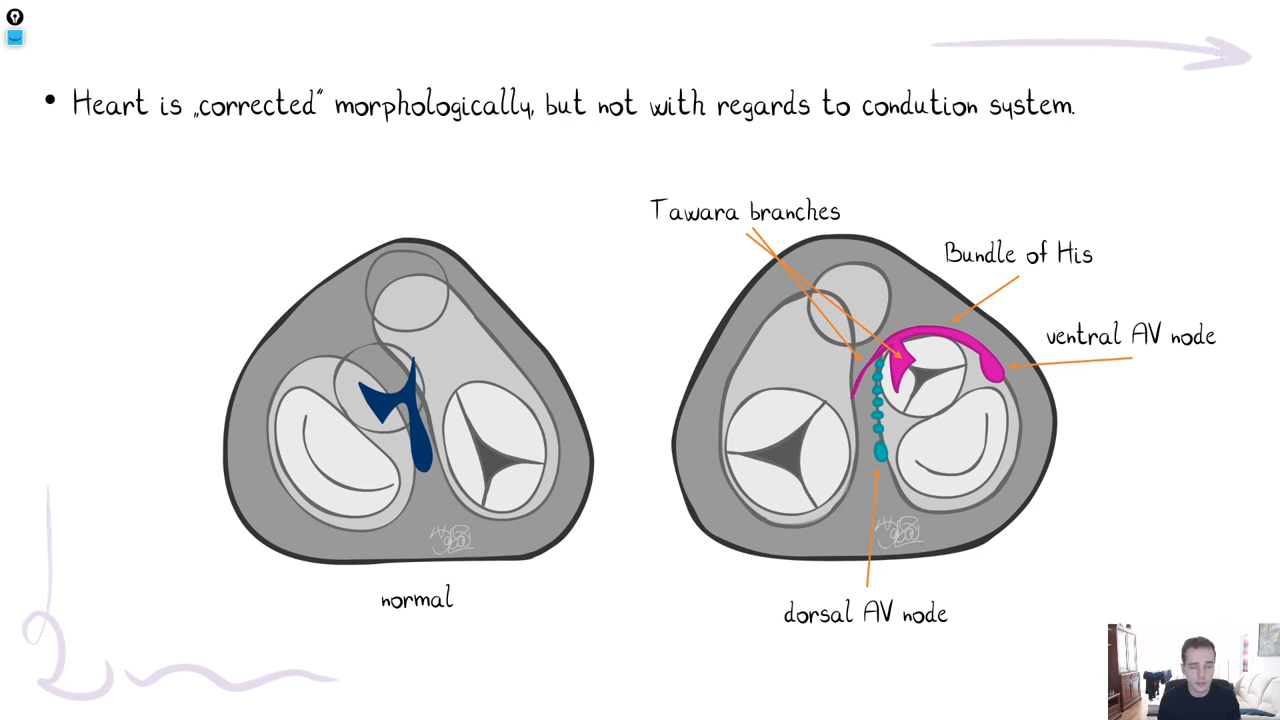 Heart is „corrected“ morphologically, but not with regards to condution system.
Tawara branches
Bundle of His
ventral AV node
normal
dorsal AV node